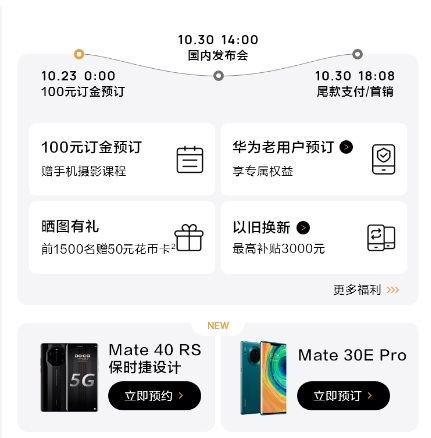 10.30 14:00
国内发布会
10.23 0:00
100元订金预订
10.30 18:08
尾款支付/首销
100元订金预订
赠手机摄影课程
华为老用户预订 >
享专属权益
晒图有礼
前1500名赠50元花币卡²
以旧换新 >
最高补贴3000元
更多福利 >>>
NEW
5G
Mate 40 RS
保时捷设计
立即预约 >
Mate 30E Pro
立即预订 >